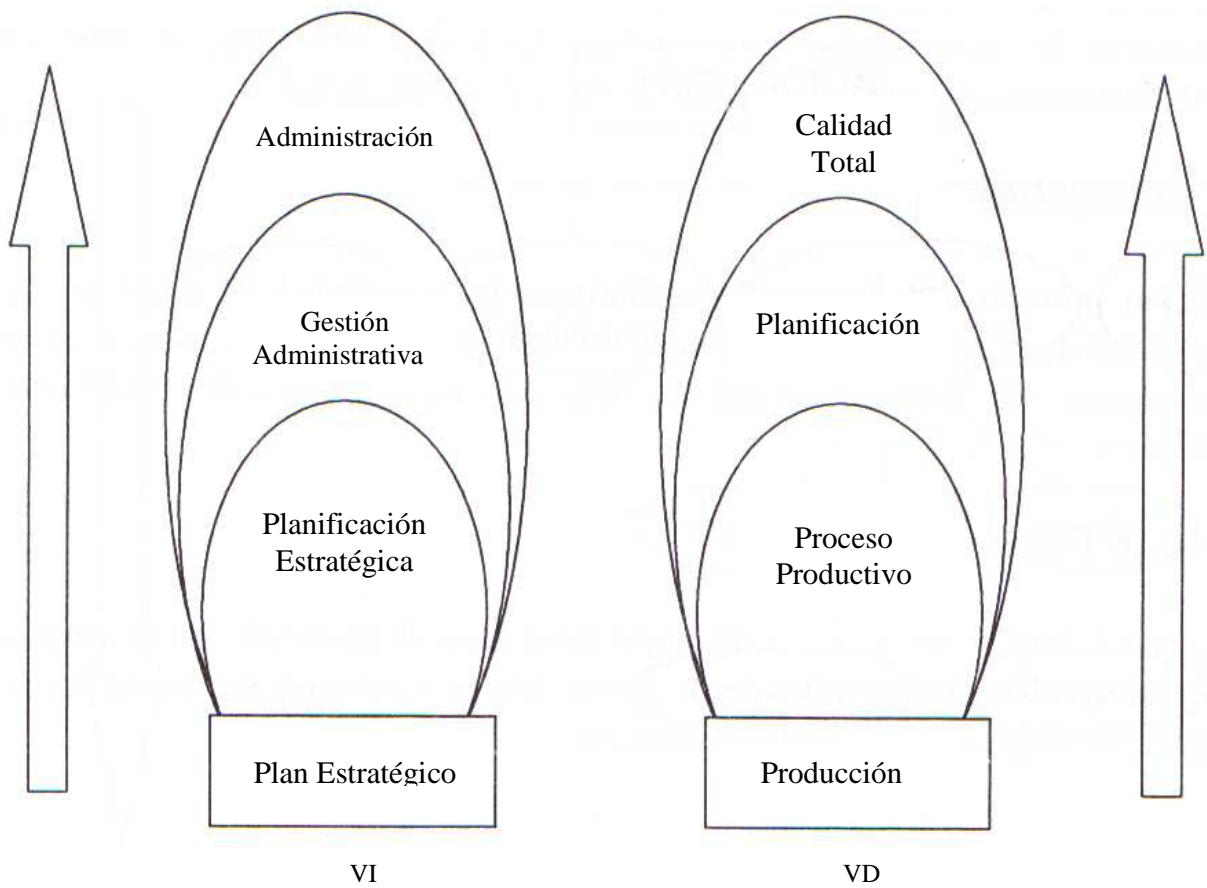 Administración
Gestión
Administrativa
Planificación
Estratégica
Plan Estratégico
VI
Calidad
Total
Planificación
Proceso
Productivo
Producción
VD